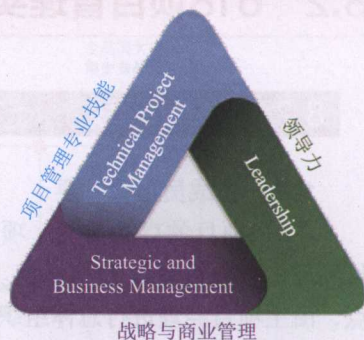 项目管理专业技能
Technical Project
Management
领导力
Leadership
Strategic and
Business Management
战略与商业管理